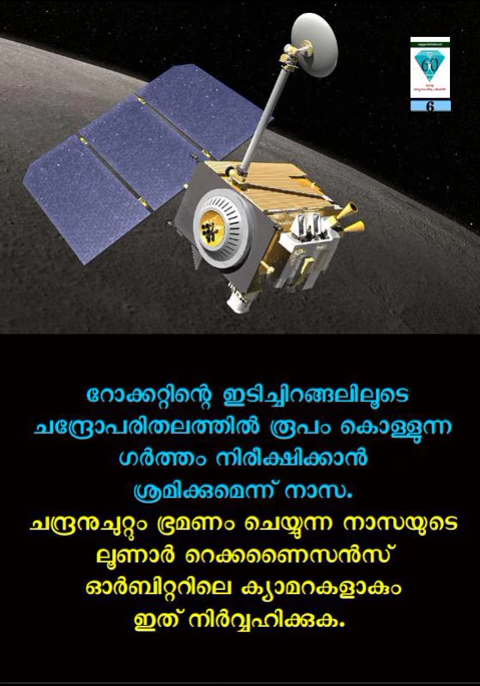 60
6
റോക്കറ്റിന്റെ ഇടിച്ചിറങ്ങലിലൂടെ
ചന്ദ്രോപരിതലത്തിൽ രൂപം കൊള്ളുന്ന
ഗർത്തം നിരീക്ഷിക്കാൻ
ശ്രമിക്കുമെന്ന് നാസ.
ചന്ദ്രനുചുറ്റും ഭ്രമണം ചെയ്യുന്ന നാസയുടെ
ലൂണാർ റെക്കണൈസൻസ്
ഓർബിറ്ററിലെ ക്യാമറകളാകും
ഇത് നിർവ്വഹിക്കുക.